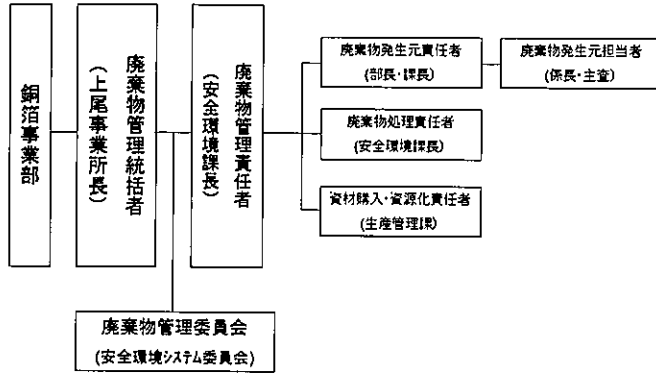 銅箔事業部
廃棄物管理統括者
(上尾事業所長)
廃棄物管理責任者
(安全環境課長)
廃棄物発生元責任者
(部長・課長)
廃棄物発生元担当者
(係長・主査)
廃棄物処理責任者
(安全環境課長)
資材購入・資源化責任者
(生産管理課)
廃棄物管理委員会
(安全環境システム委員会)